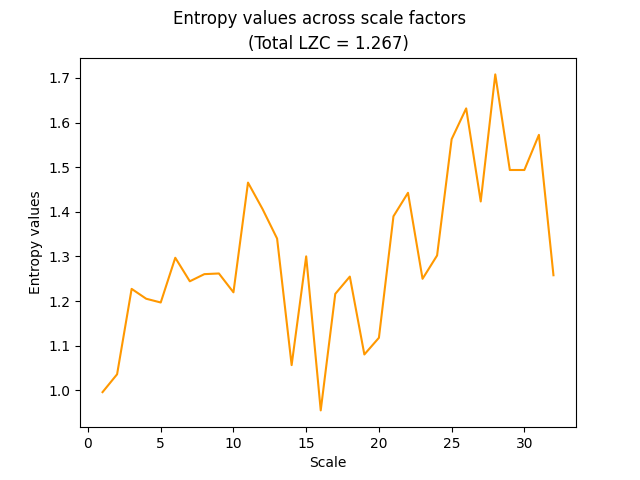 Entropy values across scale factors
(Total LZC = 1.267)
1.7
1.6
1.5
1.4
1.3
1.2
1.1
1.0
Entropy values
0 5 10 15 20 25 30
Scale